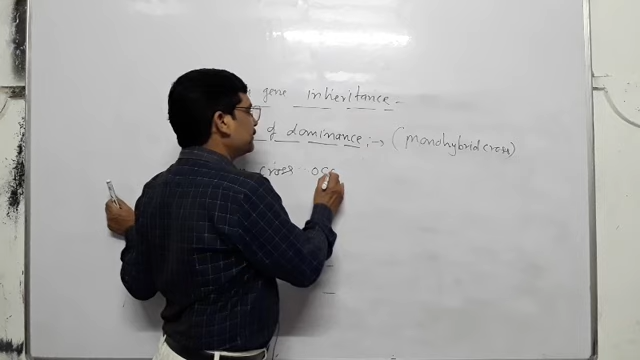 gene inheritance -
of dominance ;-> (Monohybrid cross)
cross